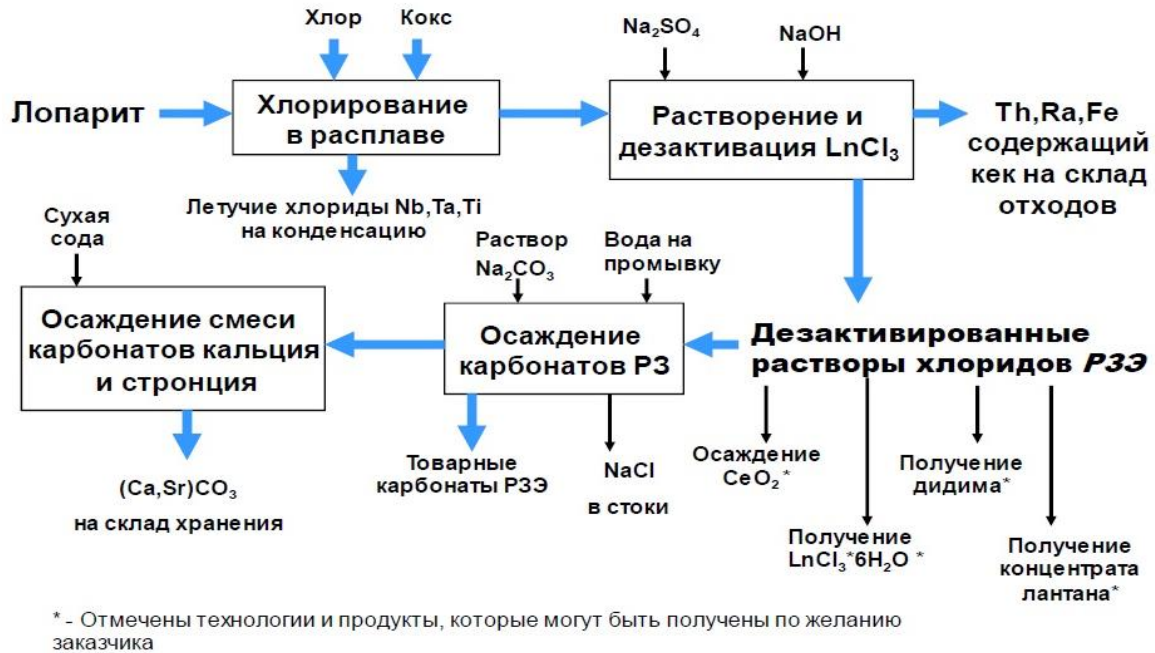 Хлор
Кокс
Na₂SO₄
NaOH
Лопарит
Хлорирование
в расплаве
Растворение и
дезактивация LnCl₃
Th,Ra,Fe
содержащий
кек на склад
отходов
Летучие хлориды Nb,Ta,Ti
на конденсацию
Сухая
сода
Раствор
Na₂CO₃
Вода на
промывку
Осаждение смеси
карбонатов кальция
и стронция
Осаждение
карбонатов РЗ
Дезактивированные
растворы хлоридов РЗЭ
(Ca,Sr)CO₃
на склад хранения
Товарные
карбонаты РЗЭ
NaCl
в стоки
Осаждение
CeO₂*
Получение
LnCl₃*6H₂O *
Получение
дидима*
Получение
концентрата
лантана*
* - Отмечены технологии и продукты, которые могут быть получены по желанию
заказчика